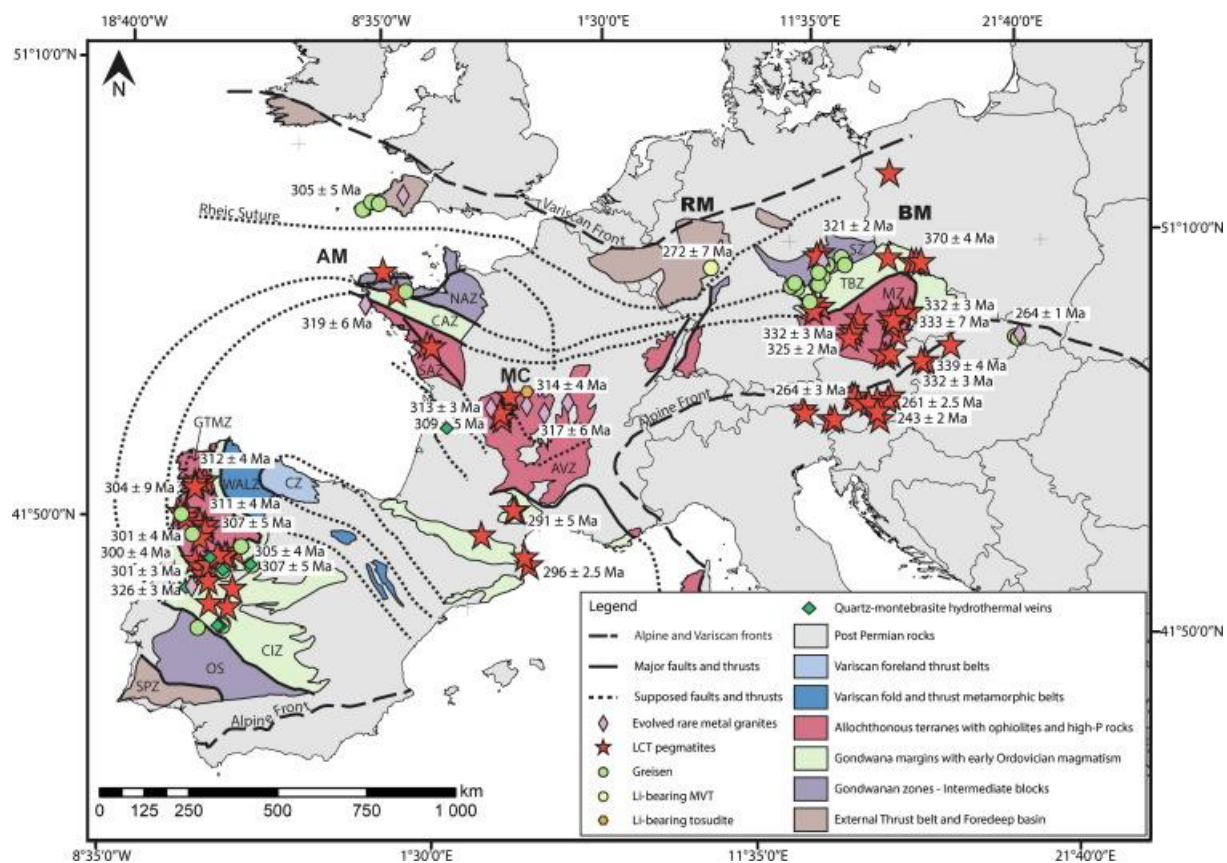 18°40'0"W 8°35'0"W 1°30'0"E 11°35'0"E 21°40'0"E
51°10'0"N
N
305 ± 5 Ma
Rheic Suture
Variscan Front
RM
BM
321 ± 2 Ma
370 ± 4 Ma
51°10'0"N
AM
272 ± 7 Ma
SZ
TBZ
MZ
NAZ
CAZ
319 ± 6 Ma
332 ± 3 Ma
264 ± 1 Ma
333 ± 7 Ma
332 ± 3 Ma
325 ± 2 Ma
SAZ
MC
339 ± 4 Ma
332 ± 3 Ma
314 ± 4 Ma
264 ± 3 Ma
313 ± 3 Ma
261 ± 2.5 Ma
Alpine Front
309 ± 5 Ma
317 ± 6 Ma
243 ± 2 Ma
GTMZ
312 ± 4 Ma
AVZ
WALZ
CZ
304 ± 9 Ma
311 ± 4 Ma
41°50'0"N
291 ± 5 Ma
307 ± 5 Ma
301 ± 4 Ma
300 ± 4 Ma
305 ± 4 Ma
307 ± 5 Ma
301 ± 3 Ma
296 ± 2.5 Ma
326 ± 3 Ma
41°50'0"N
CIZ
OS
SPZ
Alpine Front
Legend
Alpine and Variscan fronts
Major faults and thrusts
Supposed faults and thrusts
Evolved rare metal granites
LCT pegmatites
Greisen
Li-bearing MVT
Li-bearing tosudite
Quartz-montebrasite hydrothermal veins
Post Permian rocks
Variscan foreland thrust belts
Variscan fold and thrust metamorphic belts
Allochthonous terranes with ophiolites and high-P rocks
Gondwana margins with early Ordovician magmatism
Gondwanan zones - Intermediate blocks
External Thrust belt and Foredeep basin
km
0 125 250 500 750 1 000
8°35'0"W 1°30'0"E 11°35'0"E 21°40'0"E